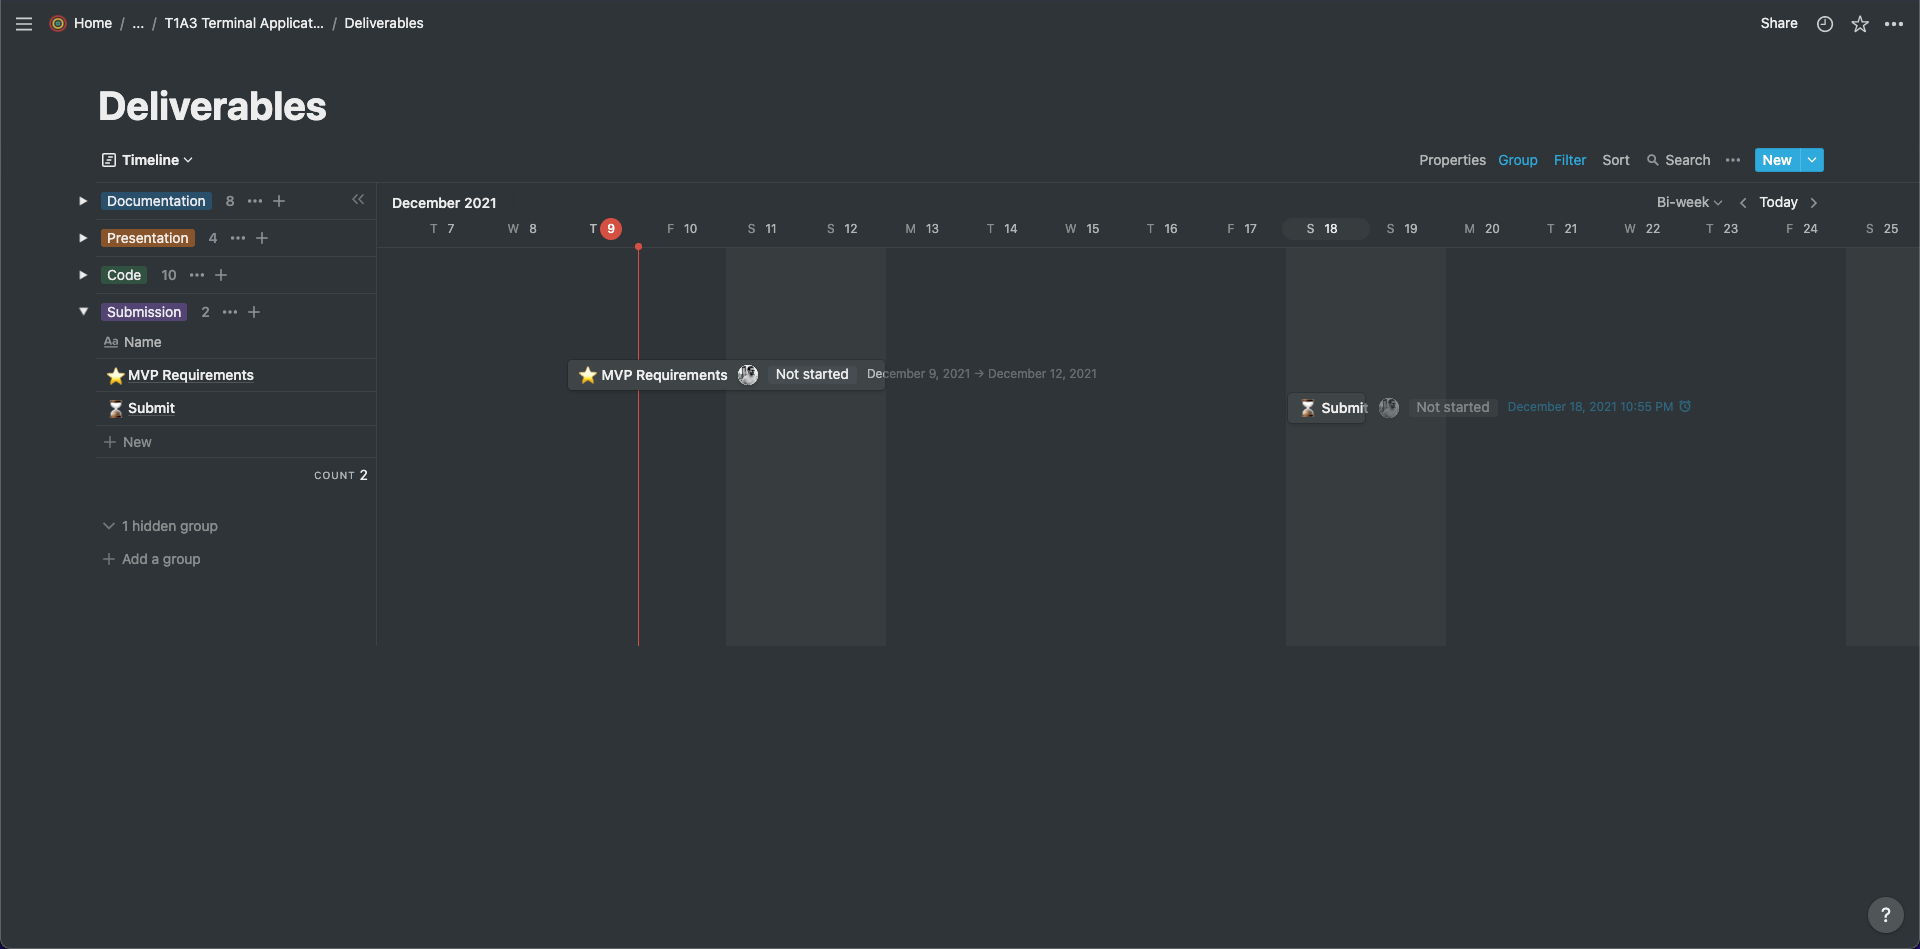 Home / ... / T1A3 Terminal Applicat... / Deliverables
Share
Deliverables
Timeline
Properties Group Filter Sort Search New
Documentation 8
December 2021
Bi-week Today
T 7 W 8 T 9 F 10 S 11 S 12 M 13 T 14 W 15 T 16 F 17 S 18 S 19 M 20 T 21 W 22 T 23 F 24 S 25
Presentation 4
Code 10
Submission 2
Aa Name
MVP Requirements
MVP Requirements Not started December 9, 2021 → December 12, 2021
Submit
Submit Not started December 18, 2021 10:55 PM
+ New
COUNT 2
1 hidden group
+ Add a group
?